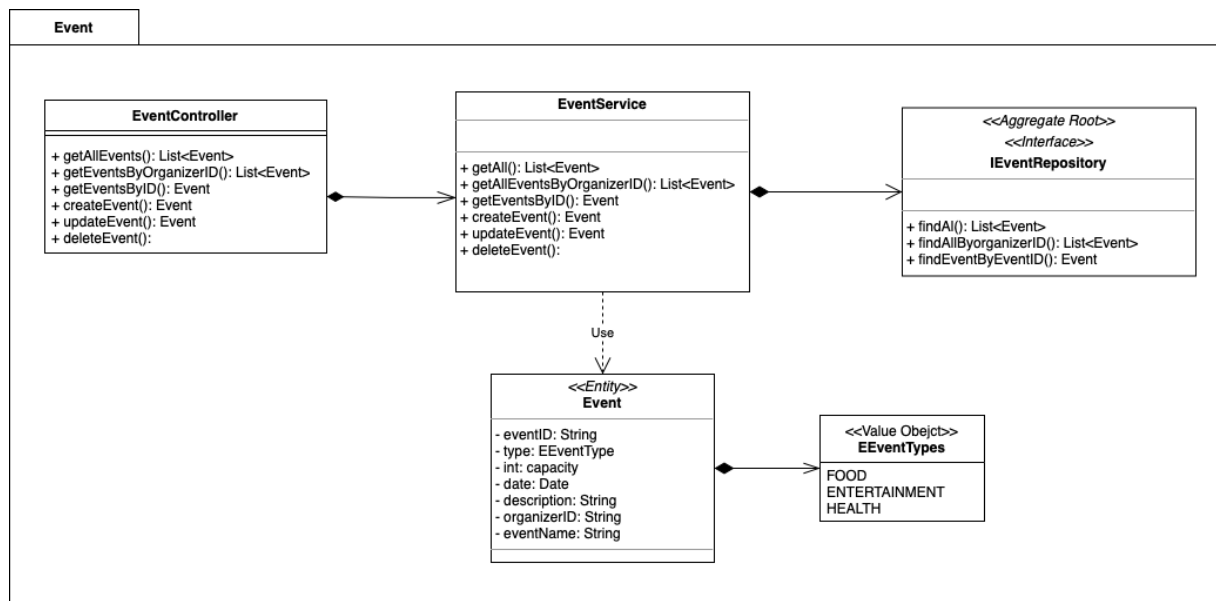 Event
EventController
+ getAllEvents(): List<Event>
+ getEventsByOrganizerID(): List<Event>
+ getEventsByID(): Event
+ createEvent(): Event
+ updateEvent(): Event
+ deleteEvent():
EventService
+ getAll(): List<Event>
+ getAllEventsByOrganizerID(): List<Event>
+ getEventsByID(): Event
+ createEvent(): Event
+ updateEvent(): Event
+ deleteEvent():
<<Aggregate Root>>
<<Interface>>
IEventRepository
+ findAl(): List<Event>
+ findAllByorganizerID(): List<Event>
+ findEventByEventID(): Event
Use
<<Entity>>
Event
- eventID: String
- type: EEventType
- int: capacity
- date: Date
- description: String
- organizerID: String
- eventName: String
<<Value Obejct>>
EEventTypes
FOOD
ENTERTAINMENT
HEALTH